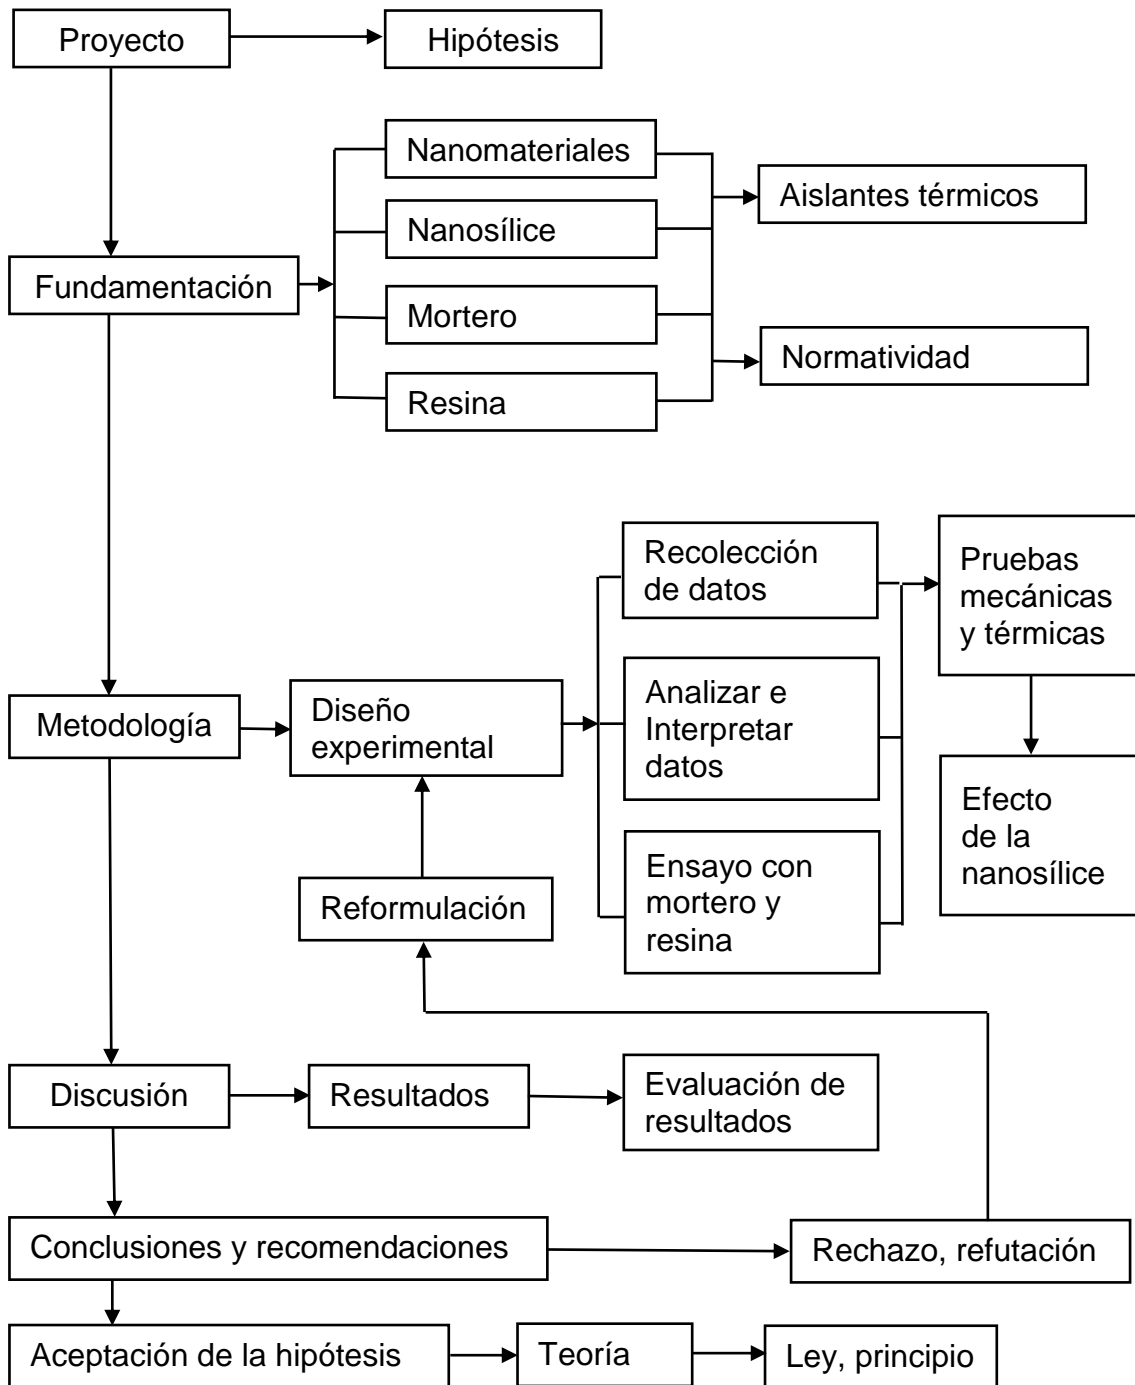 Proyecto
Hipótesis
Nanomateriales
Aislantes térmicos
Nanosílice
Fundamentación
Mortero
Normatividad
Resina
Recolección
de datos
Pruebas
mecánicas
y térmicas
Metodología
Diseño
experimental
Analizar e
Interpretar
datos
Efecto
de la
nanosílice
Reformulación
Ensayo con
mortero y
resina
Discusión
Resultados
Evaluación de
resultados
Conclusiones y recomendaciones
Rechazo, refutación
Aceptación de la hipótesis
Teoría
Ley, principio